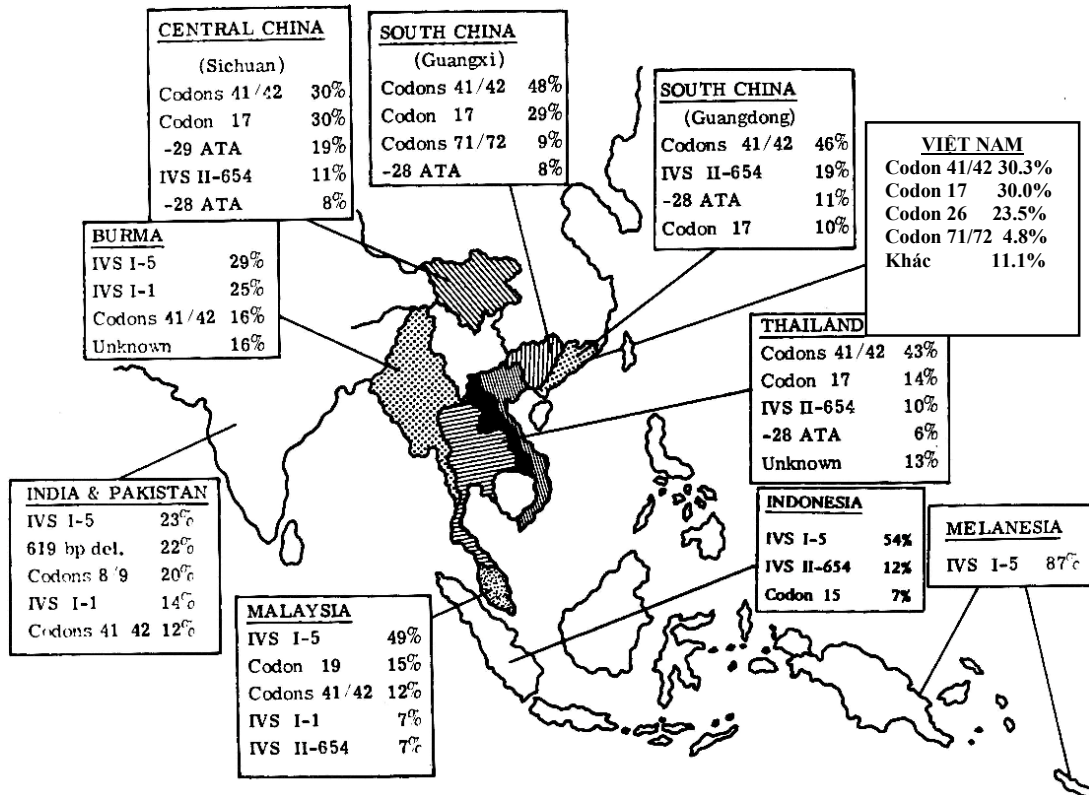 CENTRAL CHINA
(Sichuan)
Codons 41/42 30%
Codon 17 30%
-29 ATA 19%
IVS II-654 11%
-28 ATA 8%
SOUTH CHINA
(Guangxi)
Codons 41/42 48%
Codon 17 29%
Codons 71/72 9%
-28 ATA 8%
SOUTH CHINA
(Guangdong)
Codons 41/42 46%
IVS II-654 19%
-28 ATA 11%
Codon 17 10%
VIỆT NAM
Codon 41/42 30.3%
Codon 17 30.0%
Codon 26 23.5%
Codon 71/72 4.8%
Khác 11.1%
BURMA
IVS I-5 29%
IVS I-1 25%
Codons 41/42 16%
Unknown 16%
THAILAND
Codons 41/42 43%
Codon 17 14%
IVS II-654 10%
-28 ATA 6%
Unknown 13%
INDIA & PAKISTAN
IVS I-5 23%
619 bp del. 22%
Codons 8/9 20%
IVS I-1 14%
Codons 41 42 12%
MALAYSIA
IVS I-5 49%
Codon 19 15%
Codons 41/42 12%
IVS I-1 7%
IVS II-654 7%
INDONESIA
IVS I-5 54%
IVS II-654 12%
Codon 15 7%
MELANESIA
IVS I-5 87%